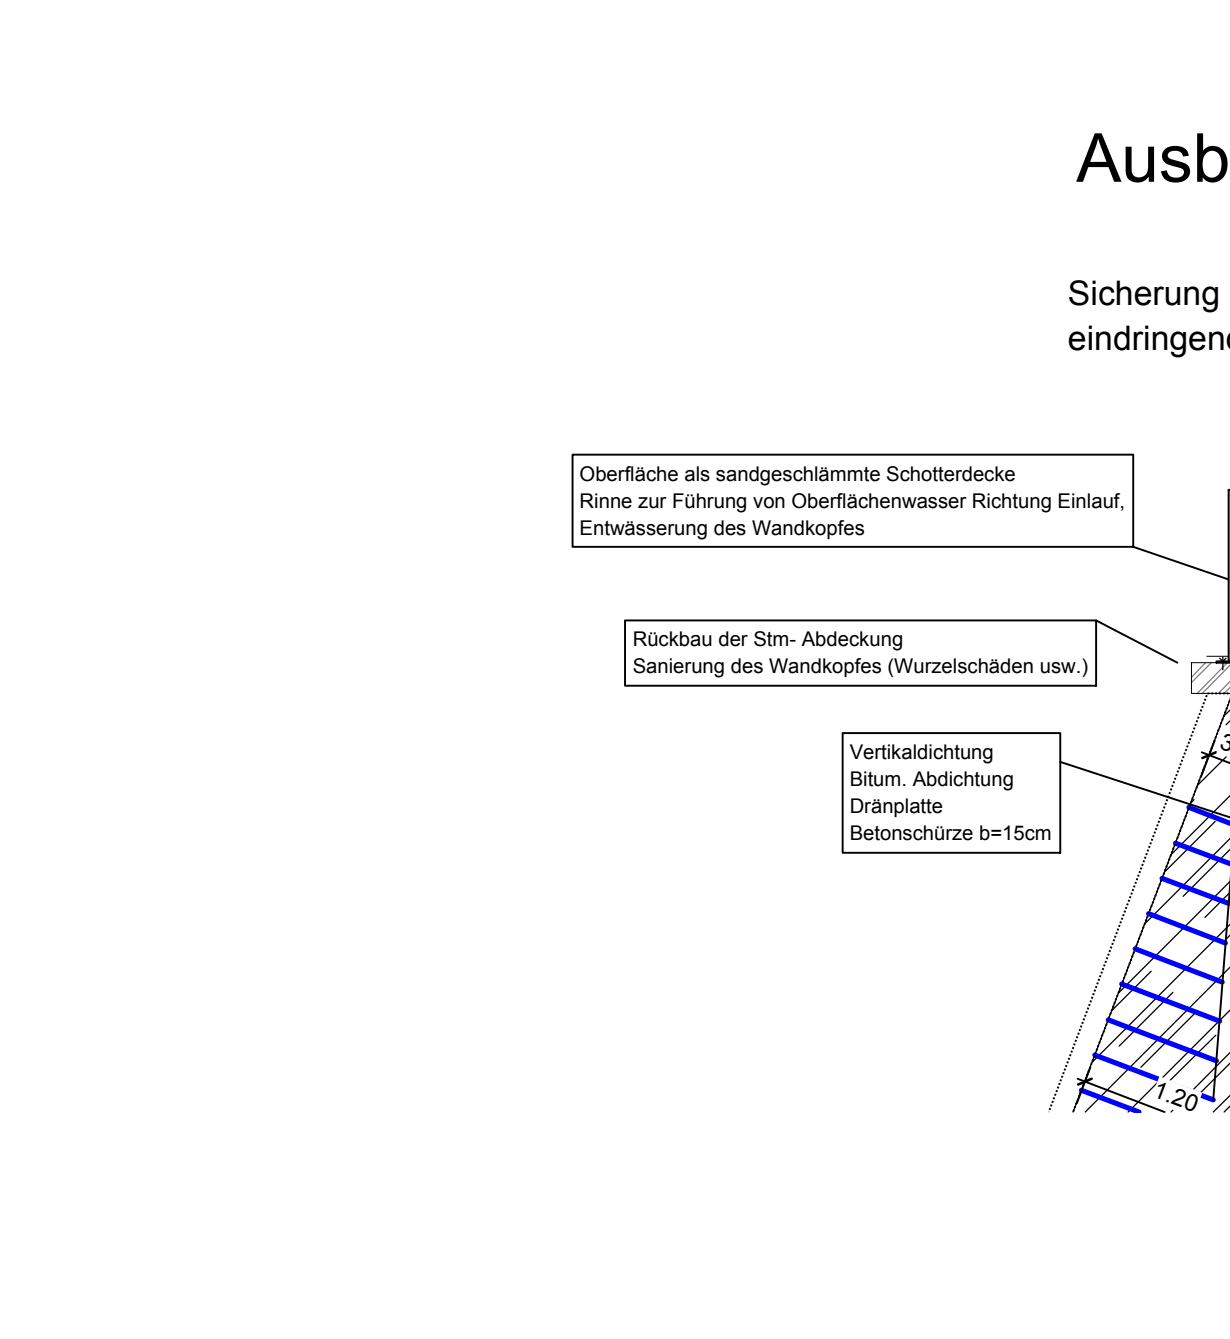 Ausb
Sicherung
eindringen
Oberfläche als sandgeschlämmte Schotterdecke
Rinne zur Führung von Oberflächenwasser Richtung Einlauf,
Entwässerung des Wandkopfes
Rückbau der Stm- Abdeckung
Sanierung des Wandkopfes (Wurzelschäden usw.)
3
Vertikaldichtung
Bitum. Abdichtung
Dränplatte
Betonschürze b=15cm
1.20